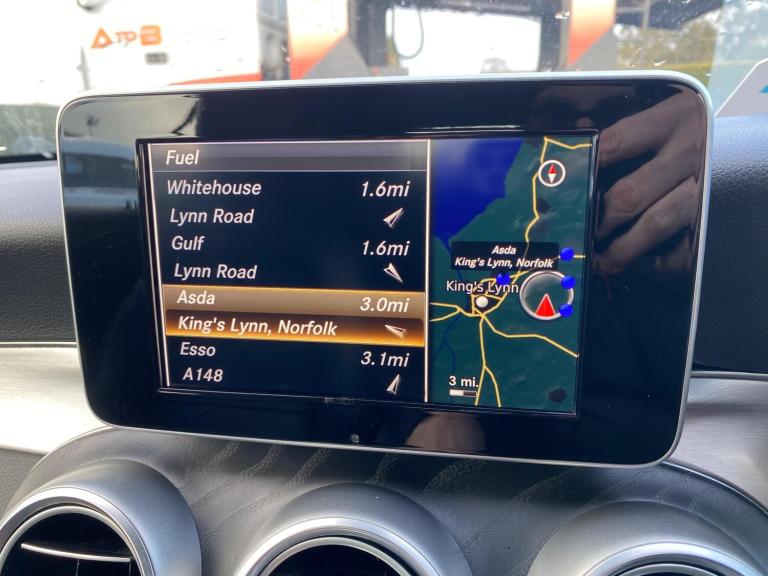 ATOB
Fuel
Whitehouse 1.6mi
Lynn Road
Gulf 1.6mi
Lynn Road
Asda 3.0mi
King's Lynn, Norfolk
Esso 3.1mi
A148
Asda
King's Lynn, Norfolk
King's Lynn
3 mi.